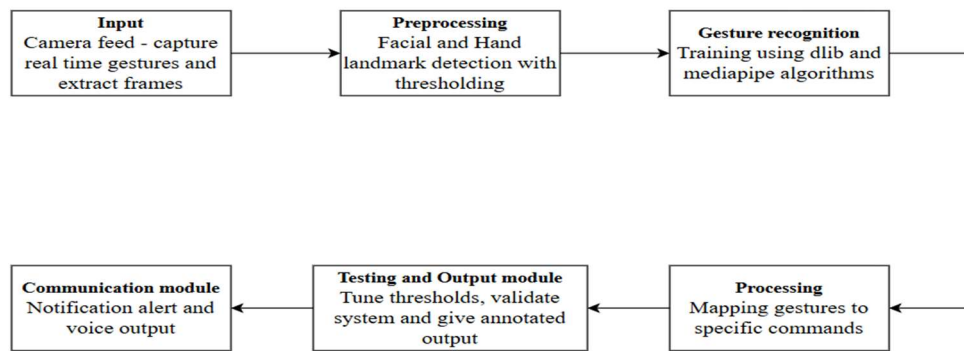 Input
Camera feed - capture
real time gestures and
extract frames
Preprocessing
Facial and Hand
landmark detection with
thresholding
Gesture recognition
Training using dlib and
mediapipe algorithms
Processing
Mapping gestures to
specific commands
Testing and Output module
Tune thresholds, validate
system and give annotated
output
Communication module
Notification alert and
voice output